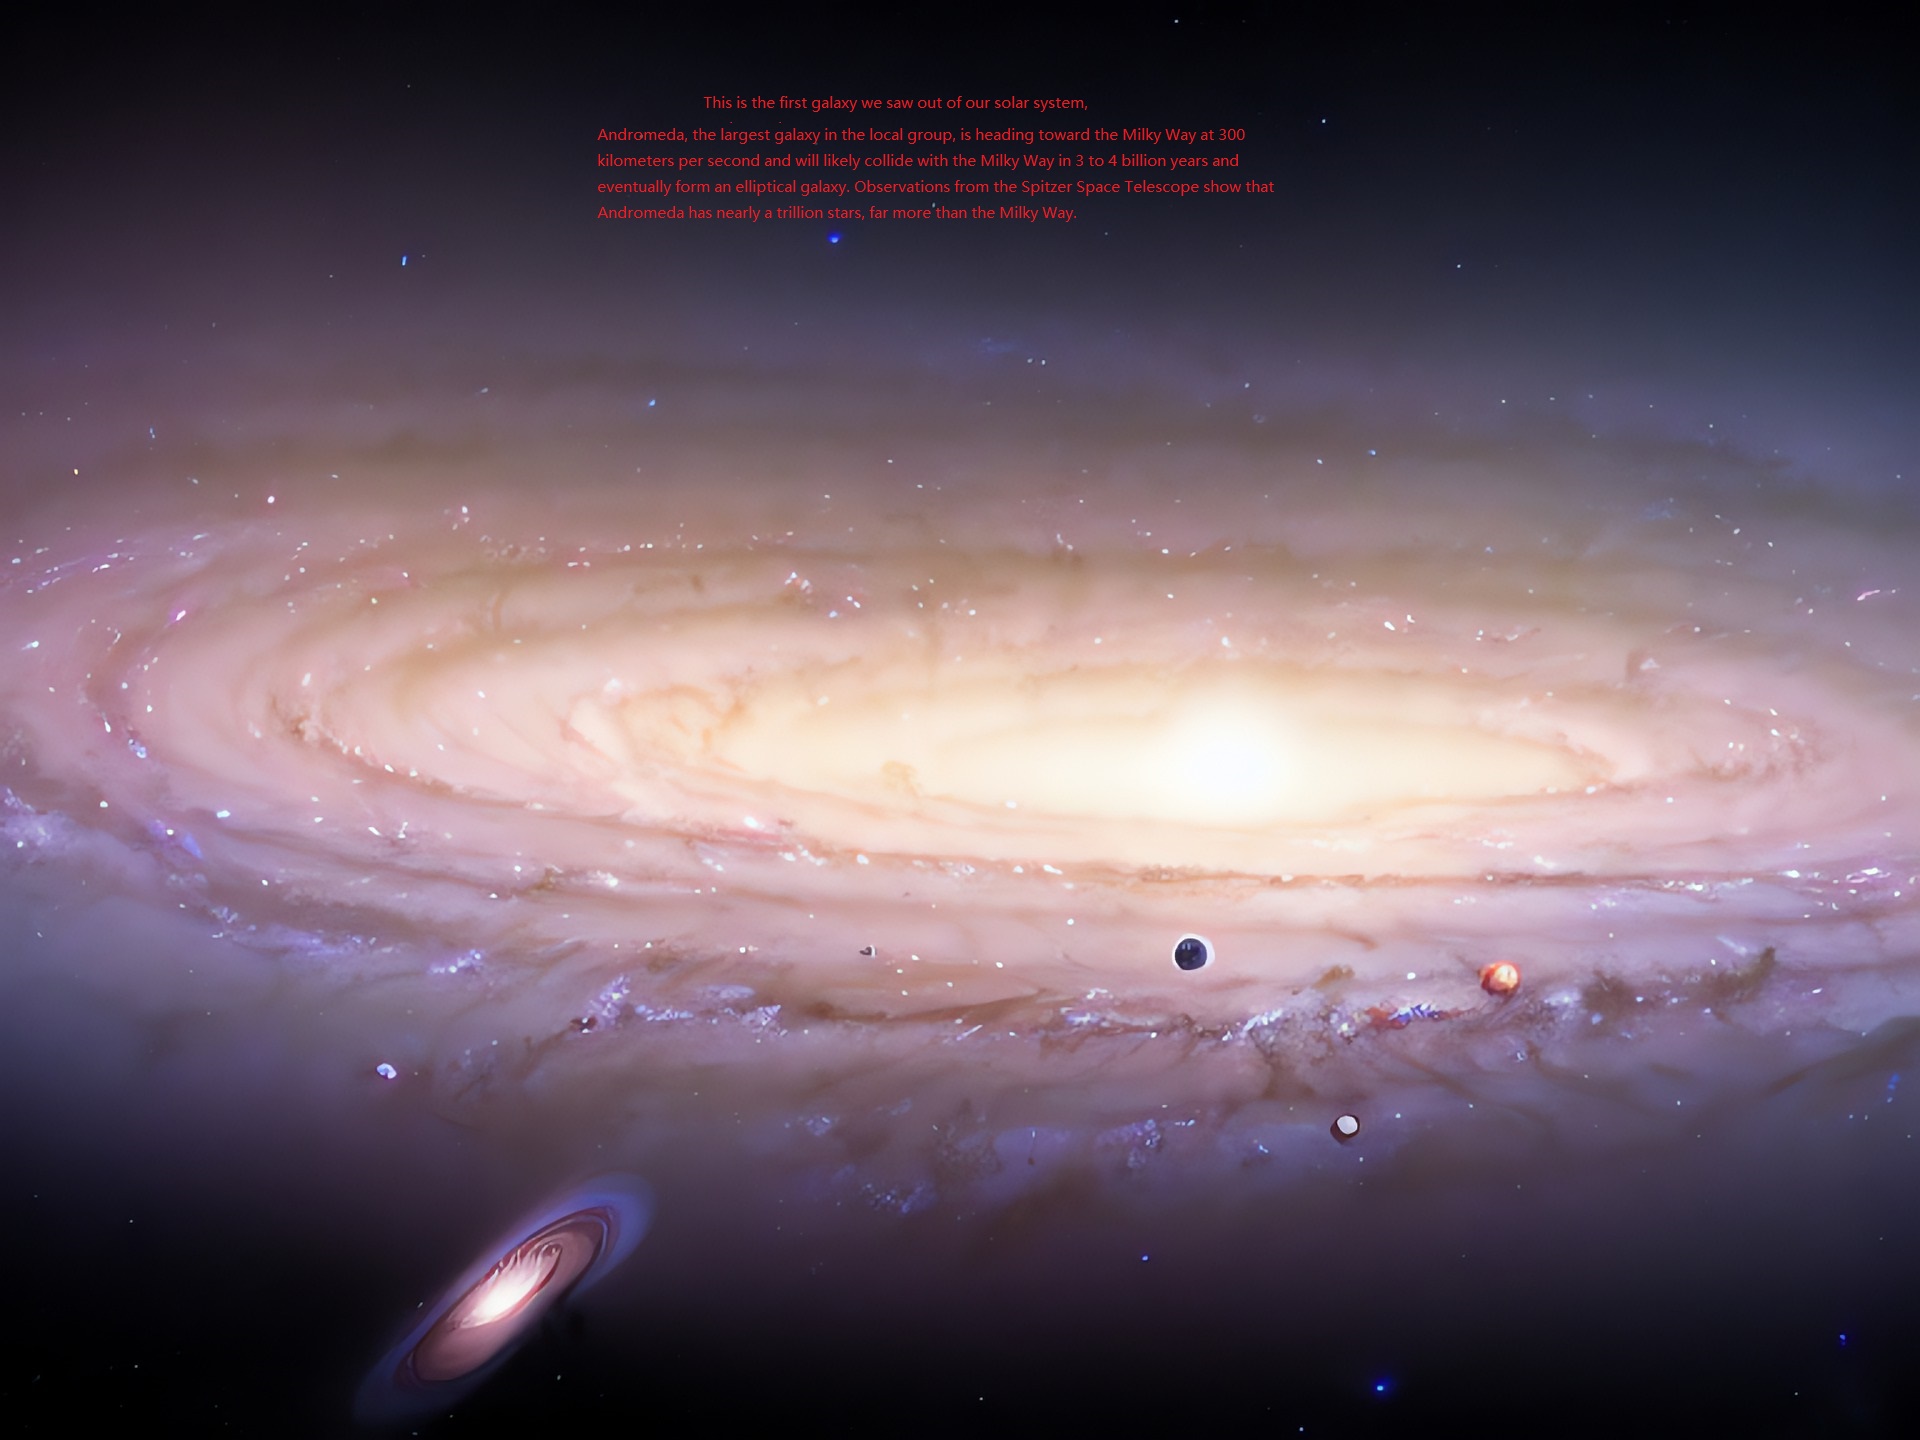 This is the first galaxy we saw out of our solar system,
Andromeda, the largest galaxy in the local group, is heading toward the Milky Way at 300
kilometers per second and will likely collide with the Milky Way in 3 to 4 billion years and
eventually form an elliptical galaxy. Observations from the Spitzer Space Telescope show that
Andromeda has nearly a trillion stars, far more than the Milky Way.